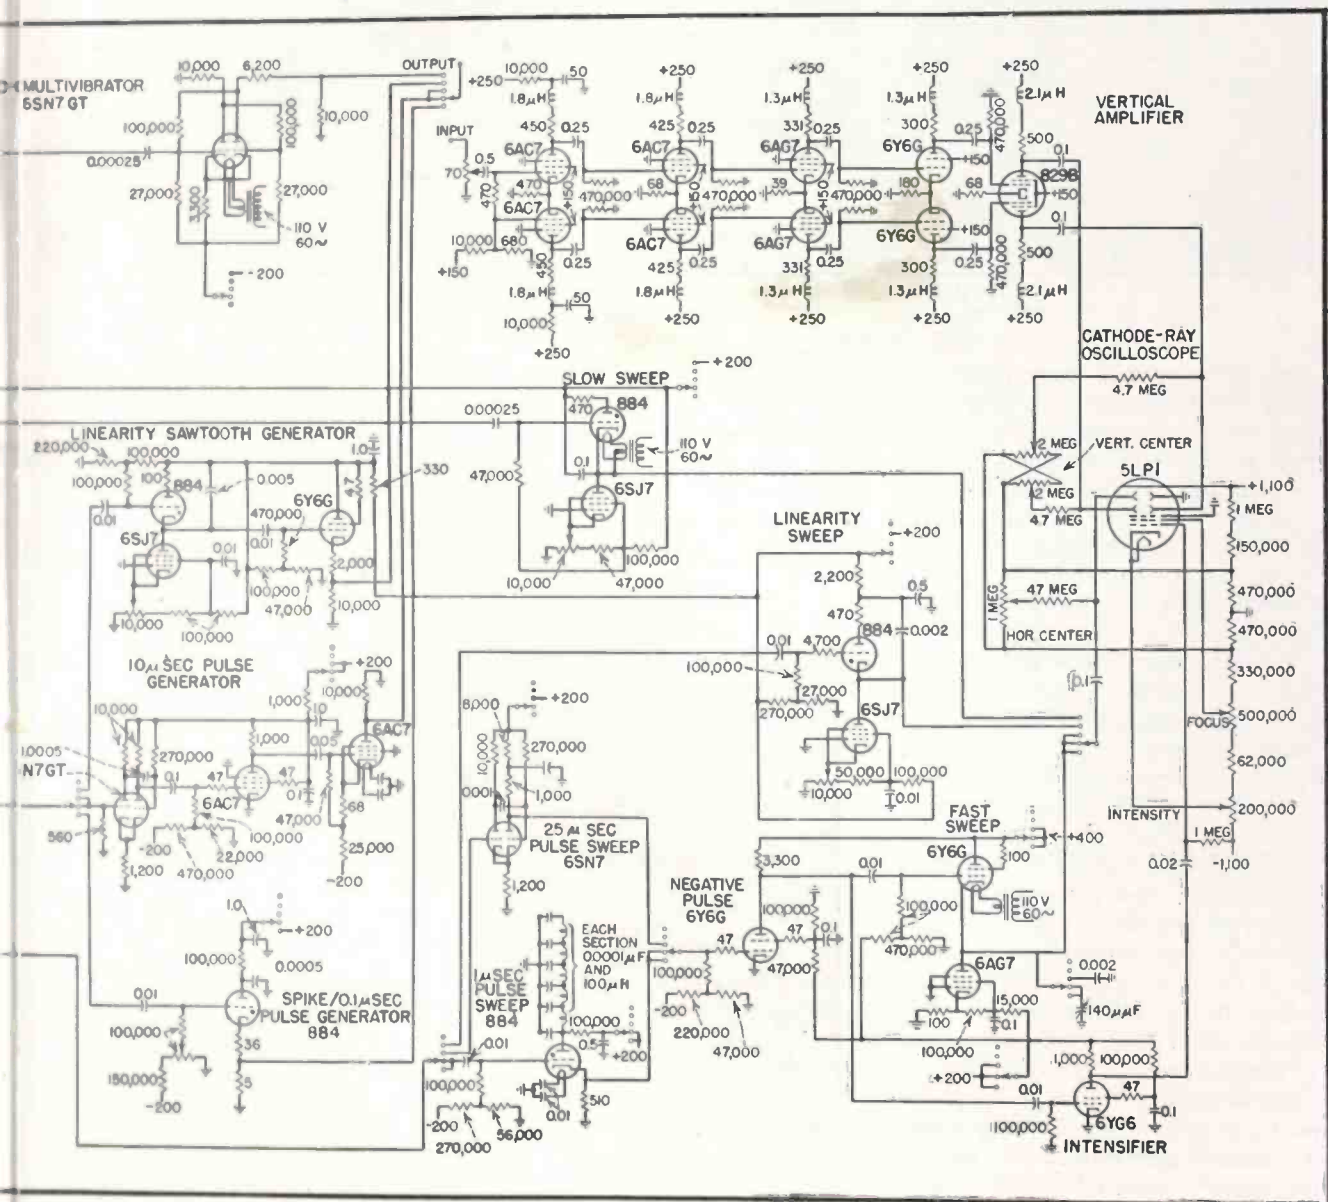 MULTIVIBRATOR
6SN7 GT
10,000
6,200
100,000
100,000
10,000
0.00025
27,000
3,300
27,000
110 V
60~
-200
OUTPUT
INPUT
70
0.5
470
10,000
+150
680
+250
10,000
50
1.8μH
450
0.25
6AC7
470
+150
6AC7
0.25
450
1.8μH
50
10,000
+250
+250
1.8μH
425
0.25
6AC7
470,000
68
+150
6AC7
0.25
425
1.8μH
+250
+250
1.3μH
331
0.25
6AG7
470,000
39
+150
6AG7
0.25
331
1.3μH
+250
+250
1.3μH
300
0.25
6Y6G
+150
470,000
180
6Y6G
+150
0.25
300
1.3μH
+250
470,000
470,000
+250
2.1μH
500
0.1
829B
68
+150
0.1
500
2.1μH
+250
VERTICAL
AMPLIFIER
CATHODE-RAY
OSCILLOSCOPE
4.7 MEG
2 MEG
VERT. CENTER
2 MEG
4.7 MEG
5LP1
+1,100
1 MEG
150,000
470,000
470,000
330,000
500,000
62,000
200,000
1 MEG
-1,100
1 MEG
47 MEG
HOR CENTER
0.1
FOCUS
INTENSITY
0.02
SLOW SWEEP
+200
0.00025
470
884
110 V
60~
47,000
0.1
6SJ7
10,000
47,000
100,000
LINEARITY SAWTOOTH GENERATOR
220,000
100,000
1.0
330
100,000
100
884
0.005
0.01
6SJ7
470,000
0.01
6Y6G
47
0.01
2,000
100,000
47,000
10,000
10,000
100,000
LINEARITY
SWEEP
+200
2,200
0.5
470
884
0.002
0.01
4,700
100,000
27,000
270,000
6SJ7
50,000
100,000
10,000
0.01
10μSEC PULSE
GENERATOR
+200
10,000
1,000
10,000
1.0
270,000
1,000
0.05
6AC7
N7GT
0.1
47
6AC7
47
0.1
47,000
68
560
100,000
-200
22,000
470,000
1,200
25,000
-200
8,000
+200
10,000
270,000
1,000
25μ SEC
PULSE SWEEP
6SN7
1,200
FAST
SWEEP
6Y6G
+400
100
3,300
0.01
110 V
60~
100,000
470,000
NEGATIVE
PULSE
6Y6G
100,000
47
47
0.1
47,000
100,000
-200
220,000
47,000
6AG7
0.002
140μμF
15,000
100
0.1
100,000
+200
1,000
100,000
0.01
47
0.1
6YG6
100,000
INTENSIFIER
1.0
+200
100,000
0.0005
0.01
SPIKE/0.1μSEC
PULSE GENERATOR
884
100,000
36
150,000
-200
5
1μSEC
PULSE
SWEEP
884
EACH
SECTION
0.00001μF
AND
100μH
100,000
0.5
+200
0.01
100,000
-200
56,000
270,000
0.01
510